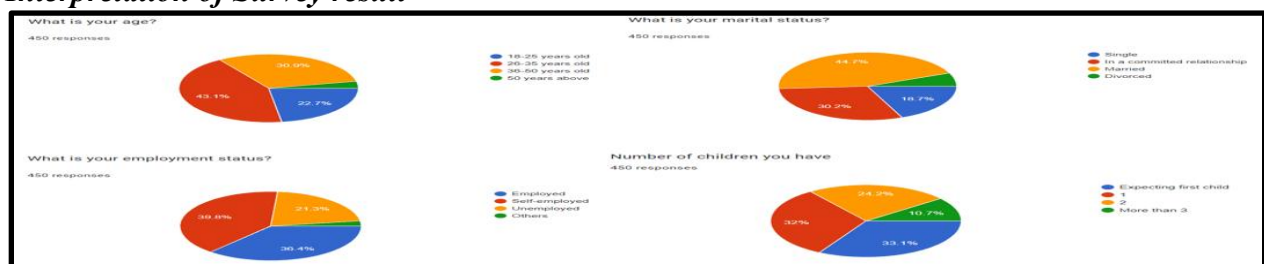 Interpretation of Survey result
What is your age?
450 responses
18-25 years old
26-35 years old
36-50 years old
50 years above
30.9%
43.1%
22.7%
What is your marital status?
450 responses
Single
In a committed relationship
Married
Divorced
44.7%
30.2%
18.7%
What is your employment status?
450 responses
Employed
Self-employed
Unemployed
Others
21.3%
38.8%
36.4%
Number of children you have
450 responses
Expecting first child
1
2
More than 3
24.2%
32%
10.7%
33.1%